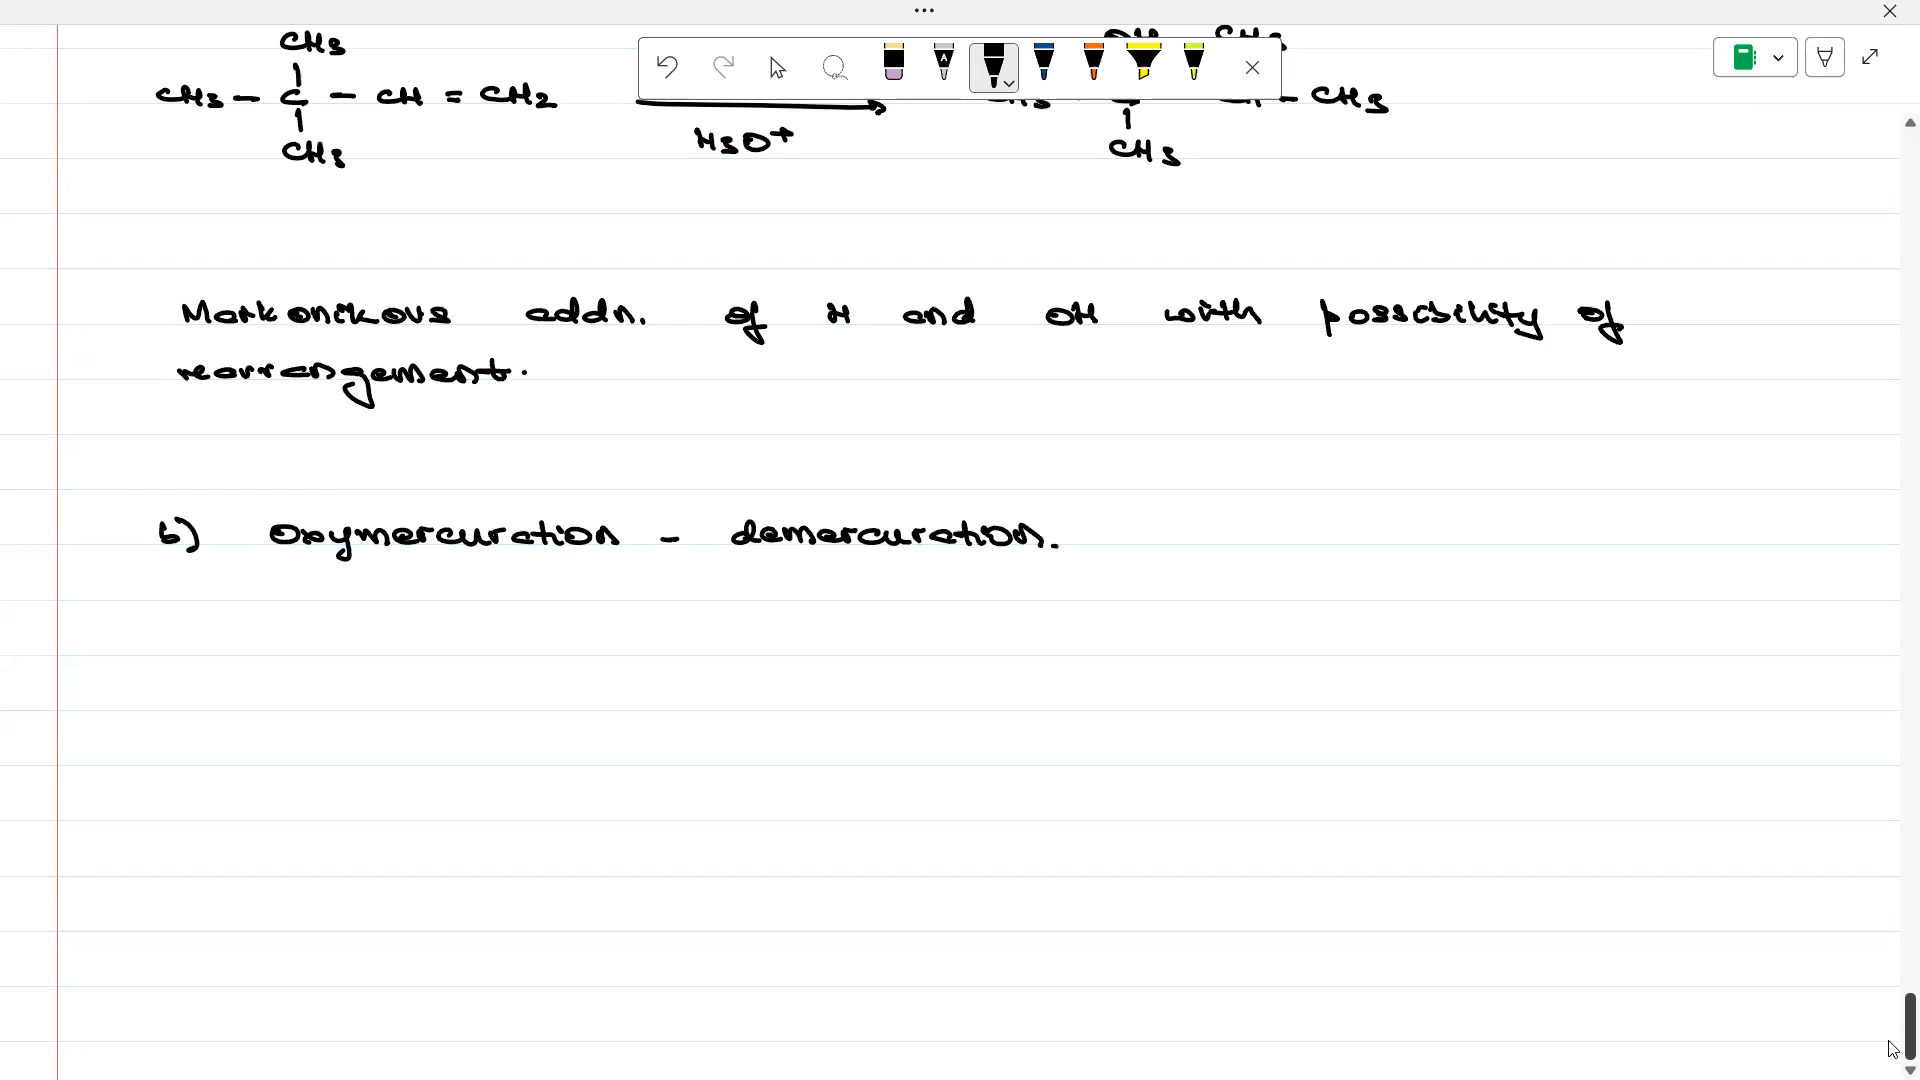 CH3
CH3 - C - CH = CH2
CH3
H3O+
- CH3
CH3
Markonikovs addn. of H and OH with possibility of
rearrangement.
b) Oxymercuration - demercuration.